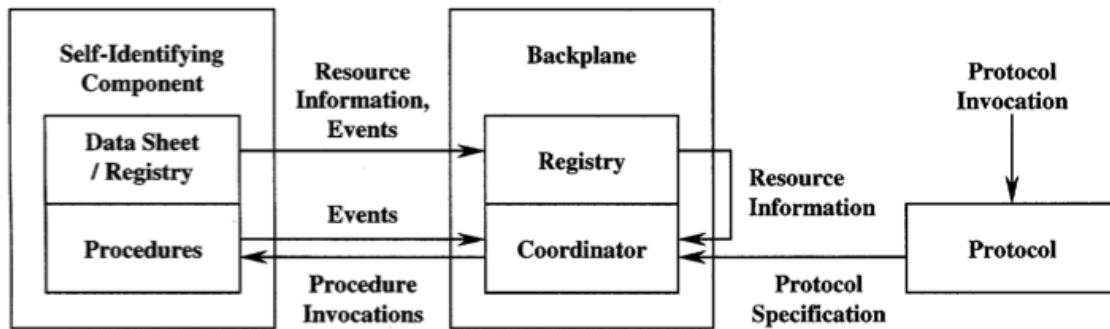 Self-Identifying
Component
Data Sheet
/ Registry
Procedures
Resource
Information,
Events
Events
Procedure
Invocations
Backplane
Registry
Coordinator
Resource
Information
Protocol
Specification
Protocol
Invocation
Protocol